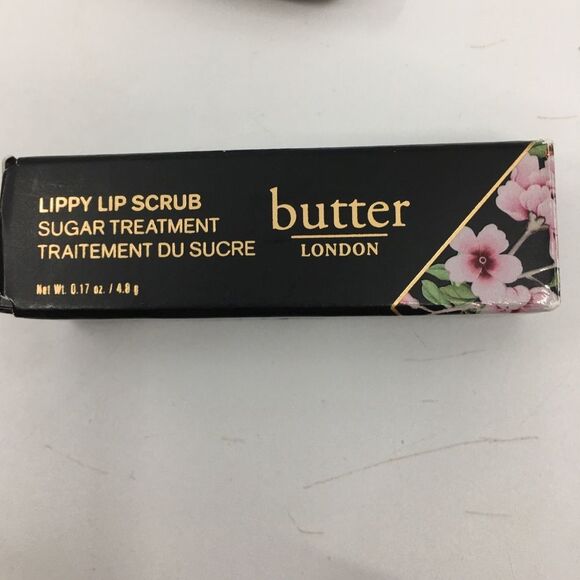 LIPPY LIP SCRUB
SUGAR TREATMENT
TRAITEMENT DU SUCRE
Net Wt. 0.17 oz. / 4.8 g
butter
LONDON